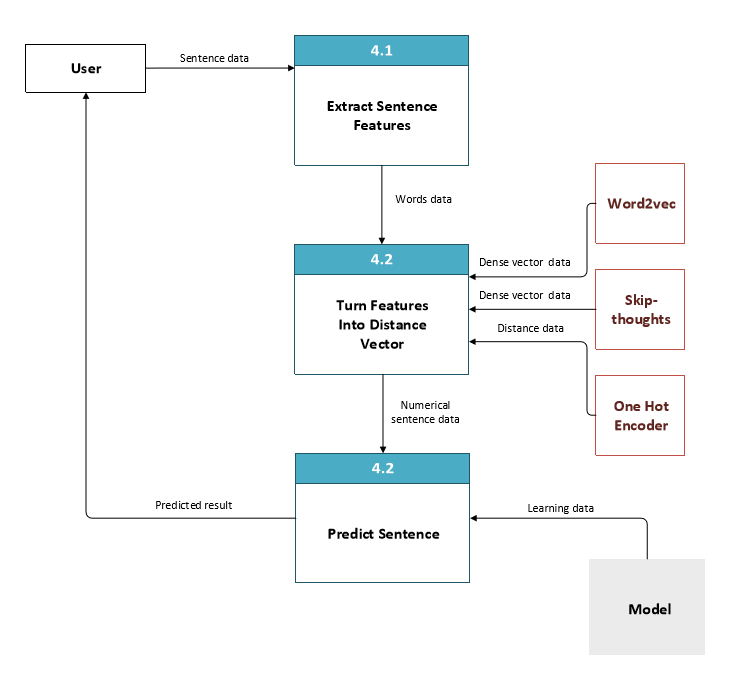 4.1
User
Sentence data
Extract Sentence
Features
Words data
Word2vec
4.2
Dense vector data
Turn Features
Into Distance
Vector
Dense vector data
Skip-
thoughts
Distance data
One Hot
Encoder
Numerical
sentence data
4.2
Predicted result
Predict Sentence
Learning data
Model